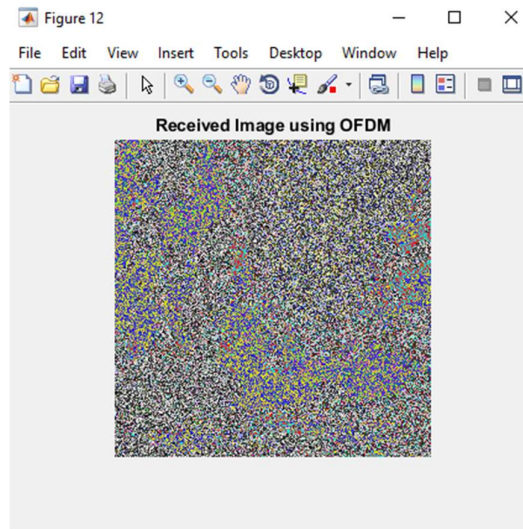 Figure 12
File Edit View Insert Tools Desktop Window Help
Received Image using OFDM